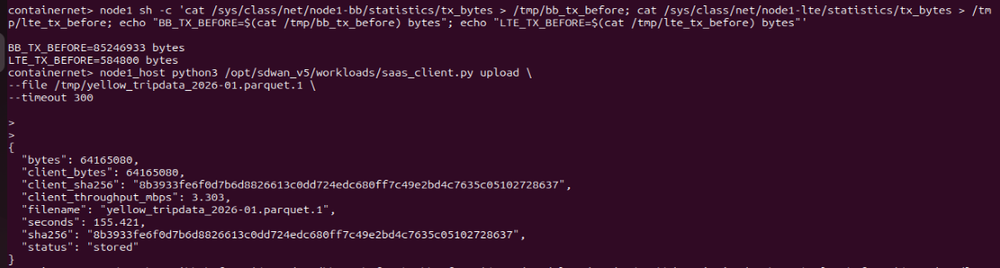 containernet> node1 sh -c 'cat /sys/class/net/node1-bb/statistics/tx_bytes > /tmp/bb_tx_before; cat /sys/class/net/node1-lte/statistics/tx_bytes > /tm
p/lte_tx_before; echo "BB_TX_BEFORE=$(cat /tmp/bb_tx_before) bytes"; echo "LTE_TX_BEFORE=$(cat /tmp/lte_tx_before) bytes"'
BB_TX_BEFORE=85246933 bytes
LTE_TX_BEFORE=584800 bytes
containernet> node1_host python3 /opt/sdwan_v5/workloads/saas_client.py upload \
--file /tmp/yellow_tripdata_2026-01.parquet.1 \
--timeout 300
>
>
{
  "bytes": 64165080,
  "client_bytes": 64165080,
  "client_sha256": "8b3933fe6f0d7b6d8826613c0dd724edc680ff7c49e2bd4c7635c05102728637",
  "client_throughput_mbps": 3.303,
  "filename": "yellow_tripdata_2026-01.parquet.1",
  "seconds": 155.421,
  "sha256": "8b3933fe6f0d7b6d8826613c0dd724edc680ff7c49e2bd4c7635c05102728637",
  "status": "stored"
}